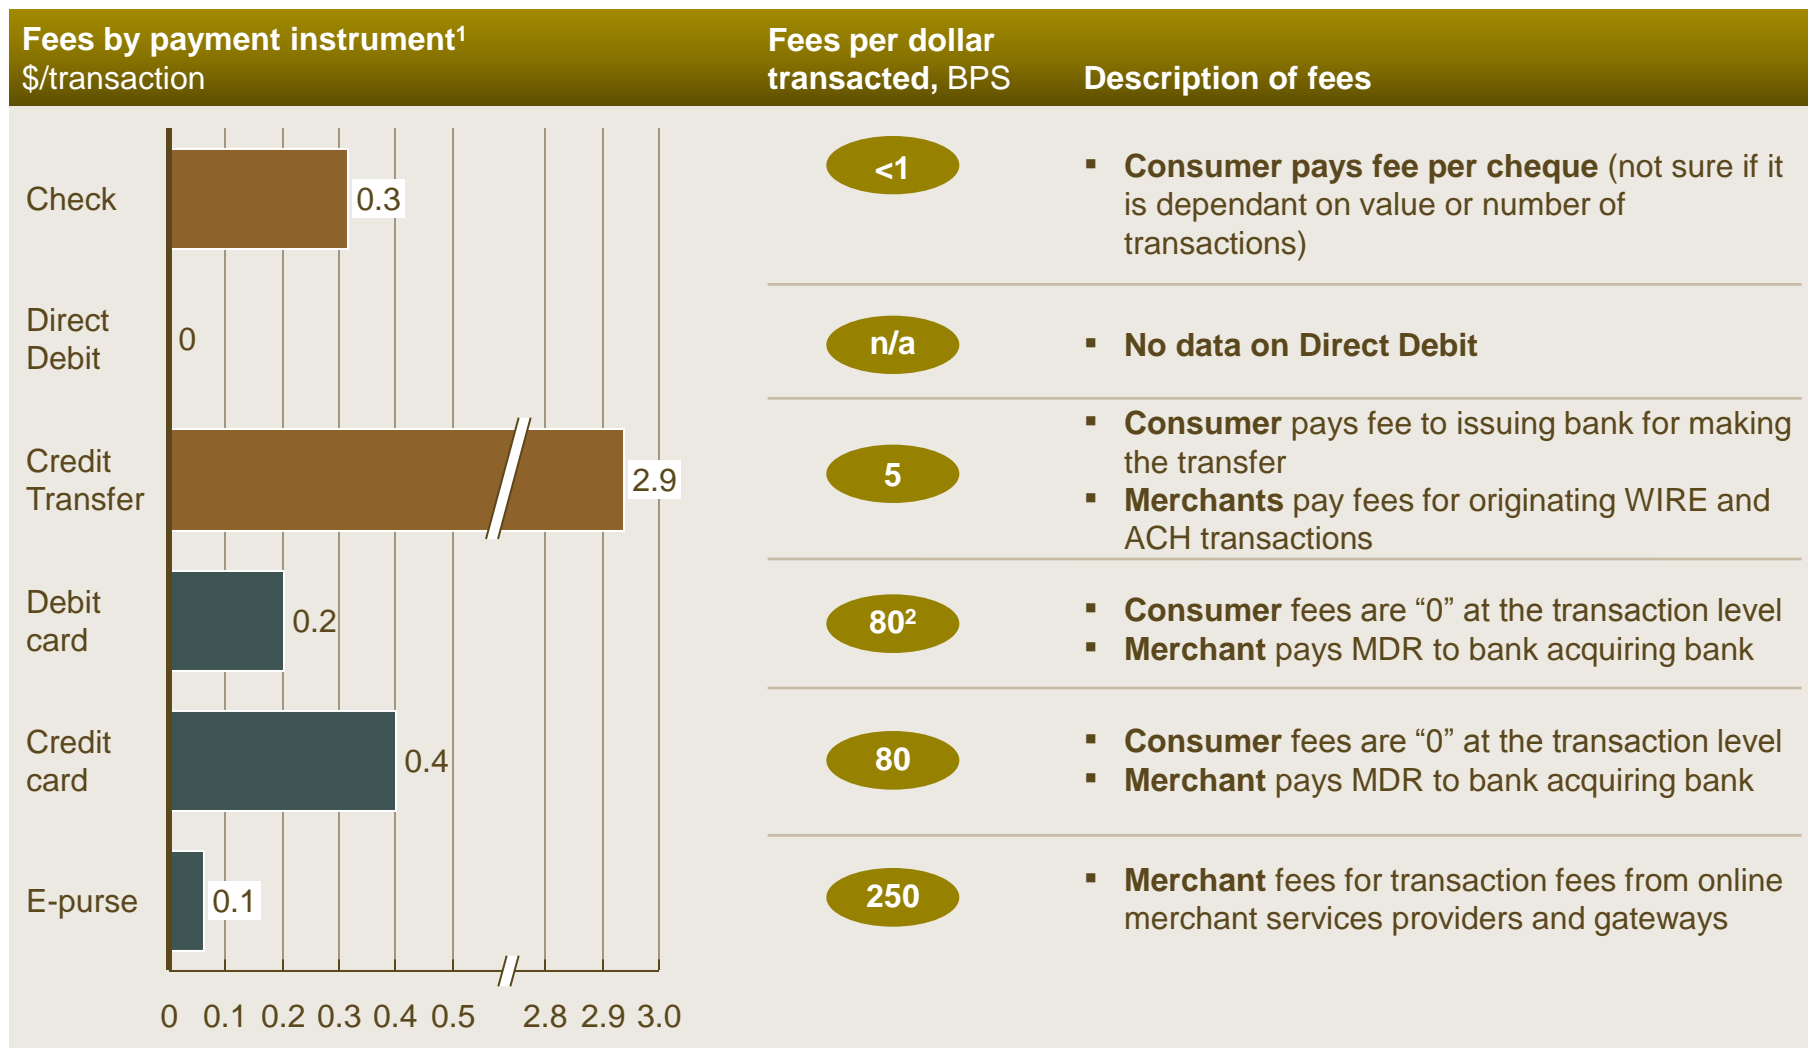 Fees by payment instrument¹
$/transaction
Fees per dollar
transacted, BPS
Description of fees
Check
0.3
<1
▪ Consumer pays fee per cheque (not sure if it
is dependant on value or number of
transactions)
Direct
Debit
0
n/a
▪ No data on Direct Debit
Credit
Transfer
2.9
5
▪ Consumer pays fee to issuing bank for making
the transfer
▪ Merchants pay fees for originating WIRE and
ACH transactions
Debit
card
0.2
80²
▪ Consumer fees are “0” at the transaction level
▪ Merchant pays MDR to bank acquiring bank
Credit
card
0.4
80
▪ Consumer fees are “0” at the transaction level
▪ Merchant pays MDR to bank acquiring bank
E-purse
0.1
250
▪ Merchant fees for transaction fees from online
merchant services providers and gateways
0 0.1 0.2 0.3 0.4 0.5 2.8 2.9 3.0